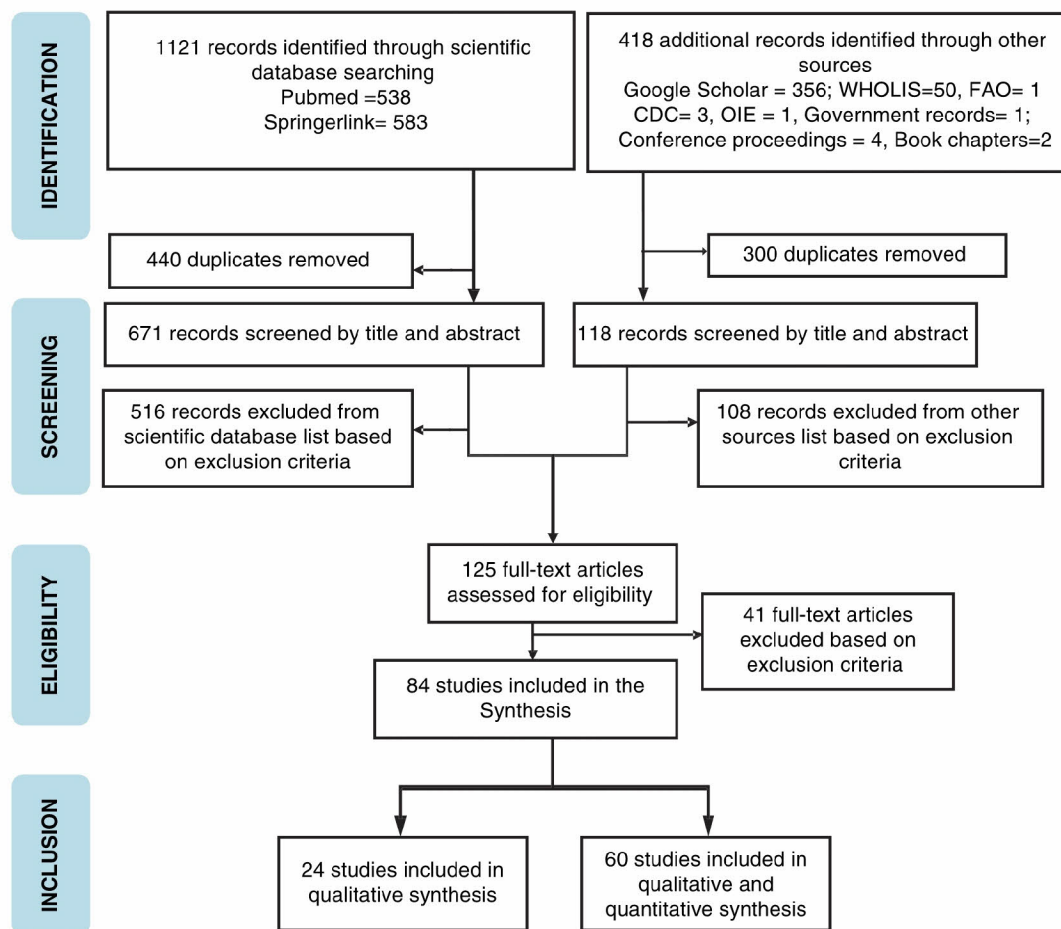 IDENTIFICATION
1121 records identified through scientific
database searching
Pubmed =538
Springerlink= 583
418 additional records identified through other
sources
Google Scholar = 356; WHOLIS=50, FAO= 1
CDC= 3, OIE = 1, Government records= 1;
Conference proceedings = 4, Book chapters=2
440 duplicates removed
300 duplicates removed
SCREENING
671 records screened by title and abstract
118 records screened by title and abstract
516 records excluded from
scientific database list based
on exclusion criteria
108 records excluded from other
sources list based on exclusion
criteria
ELIGIBILITY
125 full-text articles
assessed for eligibility
41 full-text articles
excluded based on
exclusion criteria
84 studies included in the
Synthesis
INCLUSION
24 studies included in
qualitative synthesis
60 studies included in
qualitative and
quantitative synthesis